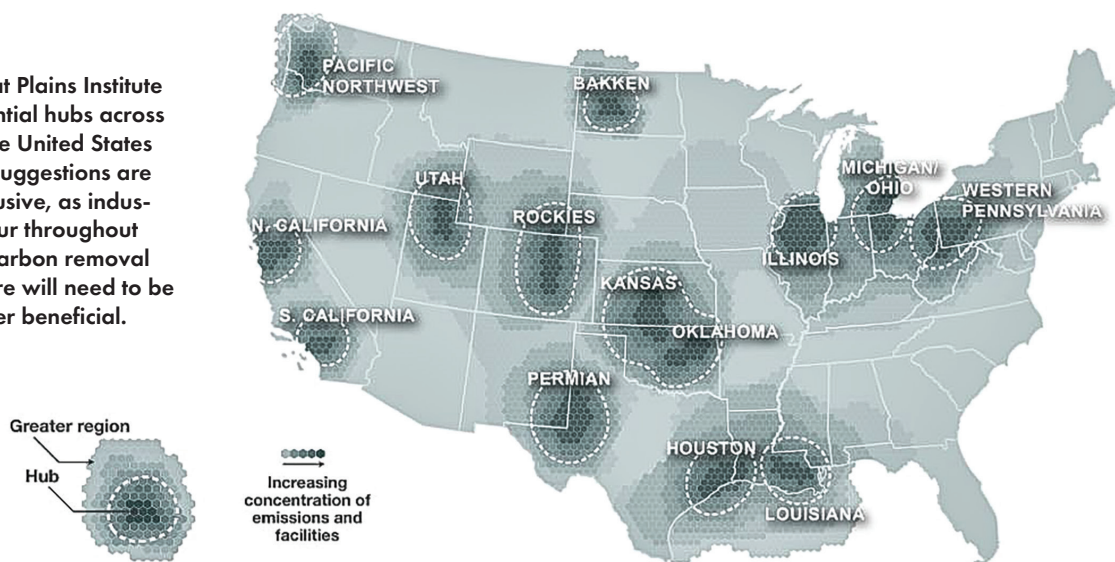 at Plains Institute
ntial hubs across
e United States
uggestions are
usive, as indus-
ur throughout
arbon removal
re will need to be
er beneficial.
PACIFIC
NORTHWEST
BAKKEN
UTAH
ROCKIES
MICHIGAN/
OHIO
WESTERN
PENNSYLVANIA
N. CALIFORNIA
ILLINOIS
KANSAS
S. CALIFORNIA
OKLAHOMA
PERMIAN
HOUSTON
LOUISIANA
Greater region
Hub
Increasing
concentration of
emissions and
facilities